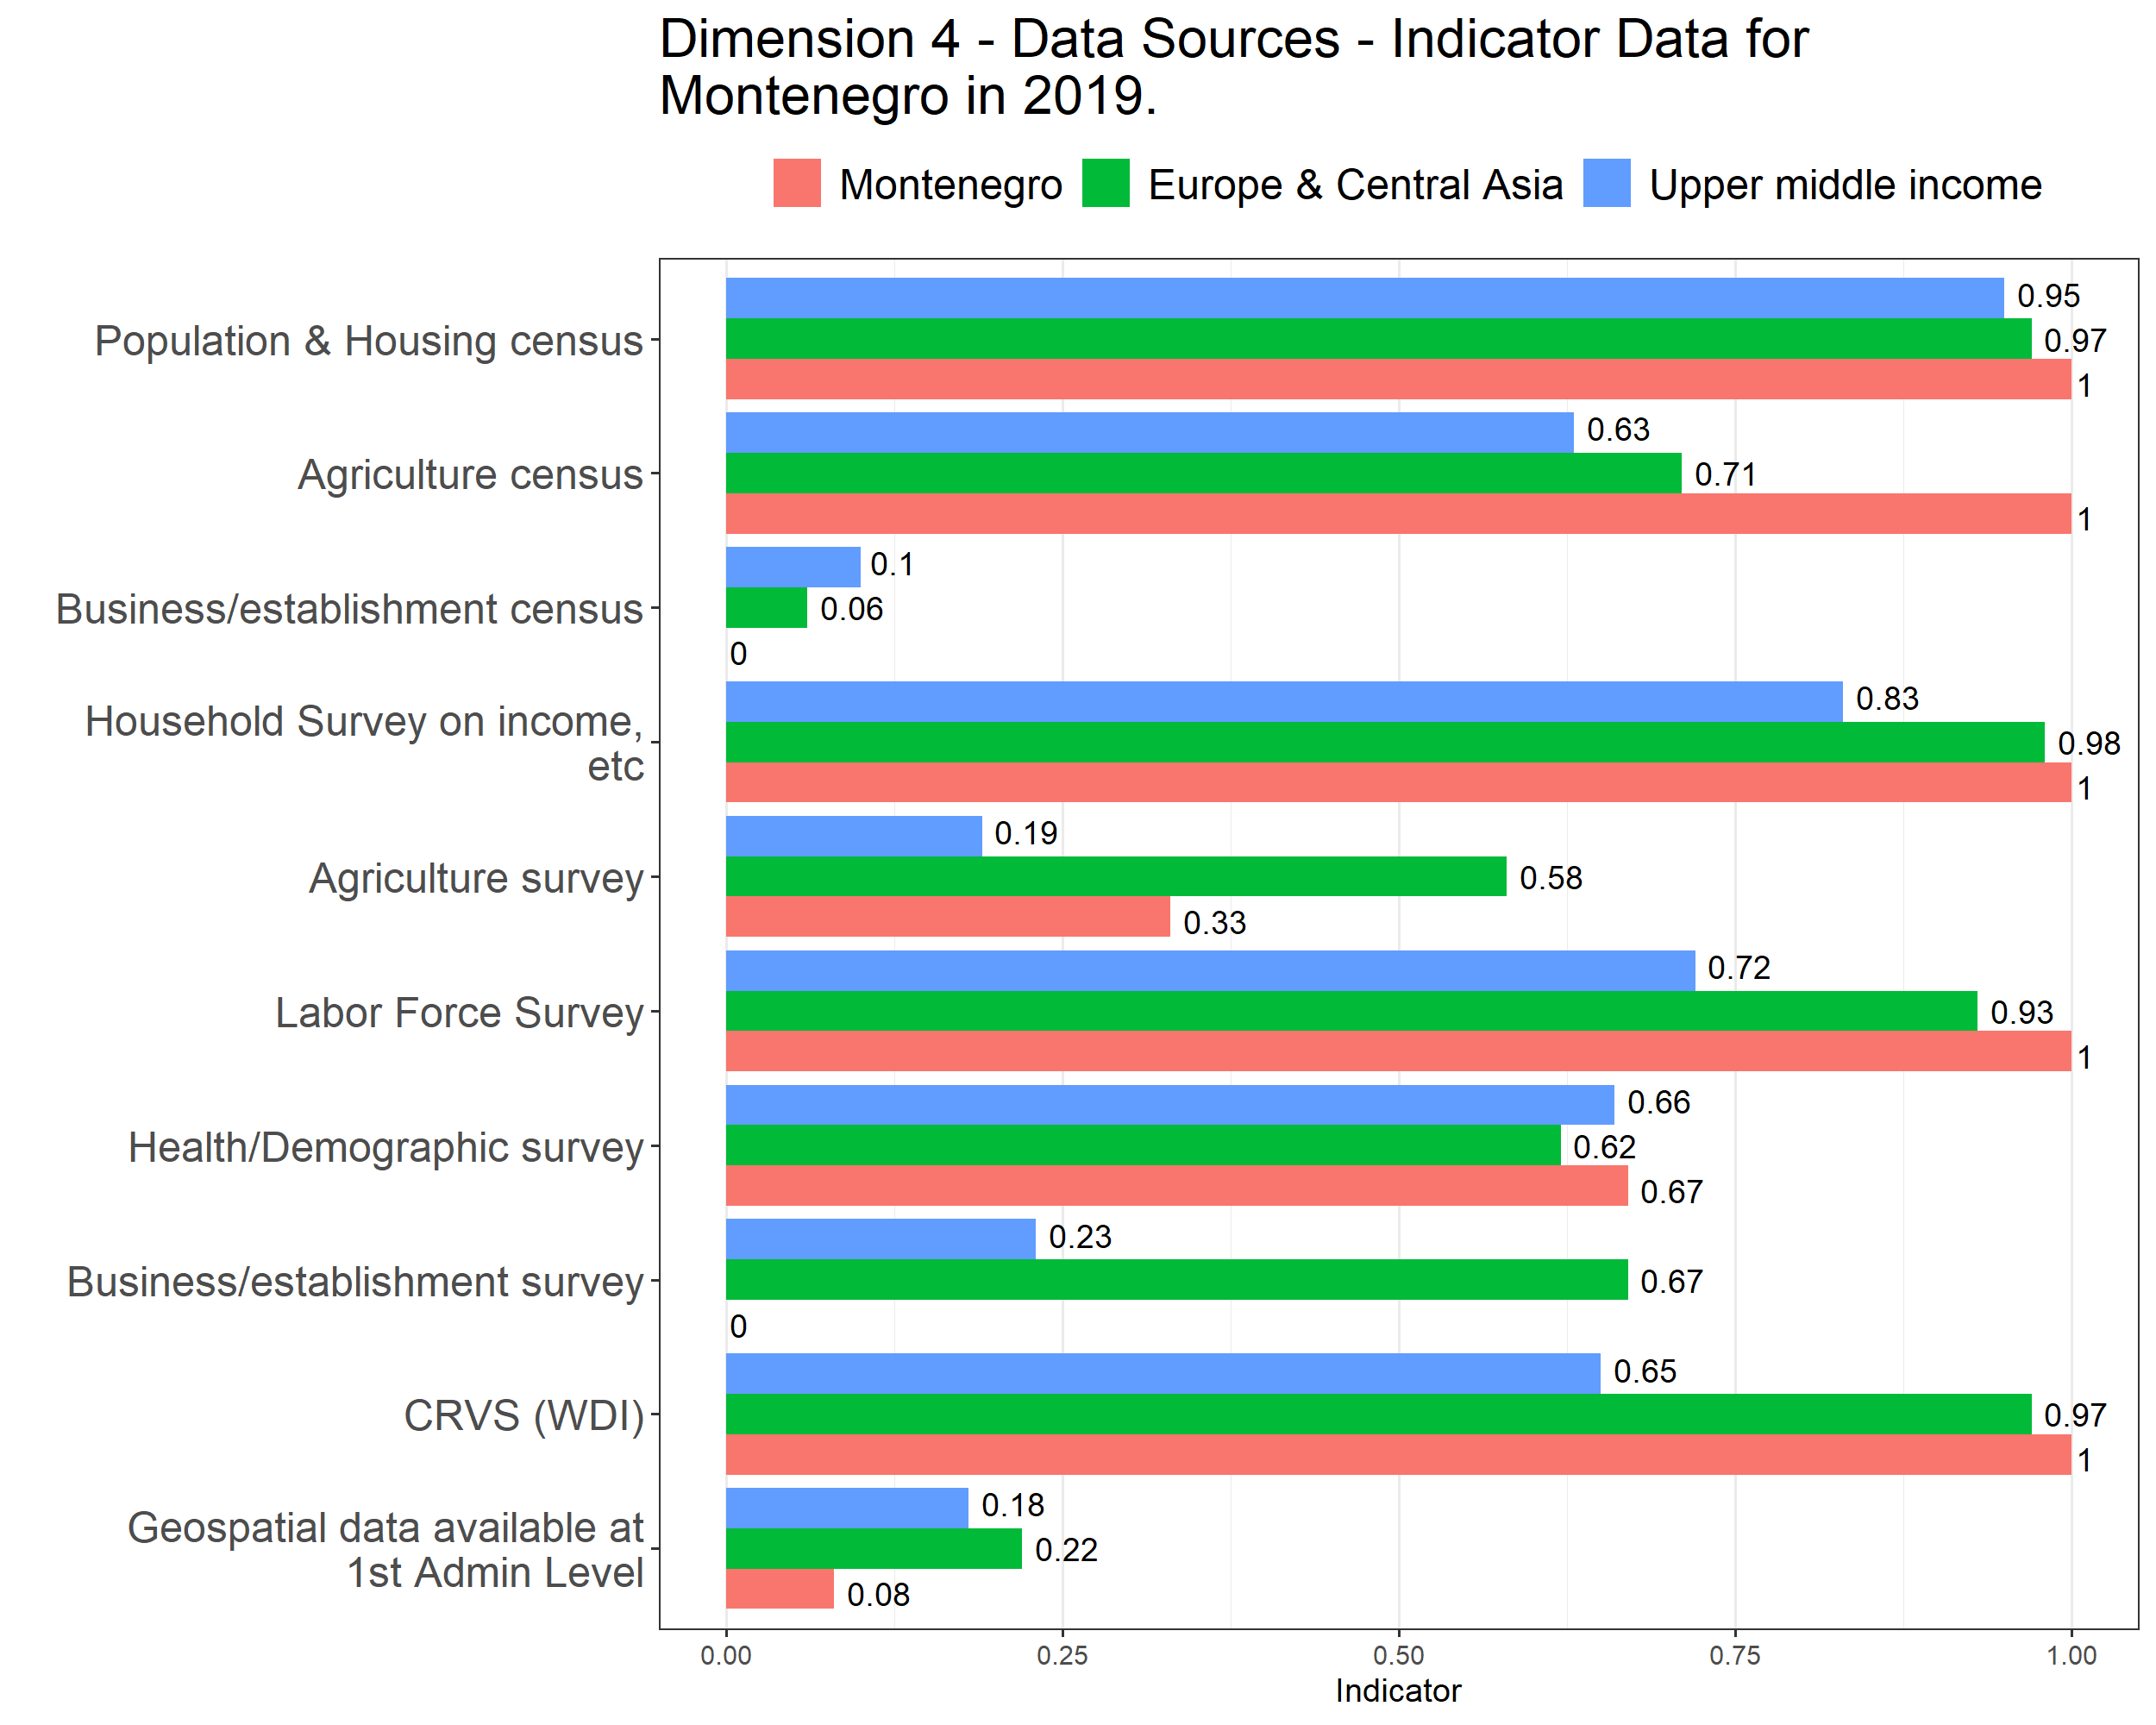 Dimension 4 - Data Sources - Indicator Data for
Montenegro in 2019.
Montenegro
Europe & Central Asia
Upper middle income
Population & Housing census
0.95
0.97
1
Agriculture census
0.63
0.71
1
Business/establishment census
0.1
0.06
0
Household Survey on income,
etc
0.83
0.98
1
Agriculture survey
0.19
0.58
0.33
Labor Force Survey
0.72
0.93
1
Health/Demographic survey
0.66
0.62
0.67
Business/establishment survey
0.23
0.67
0
CRVS (WDI)
0.65
0.97
1
Geospatial data available at
1st Admin Level
0.18
0.22
0.08
0.00
0.25
0.50
0.75
1.00
Indicator